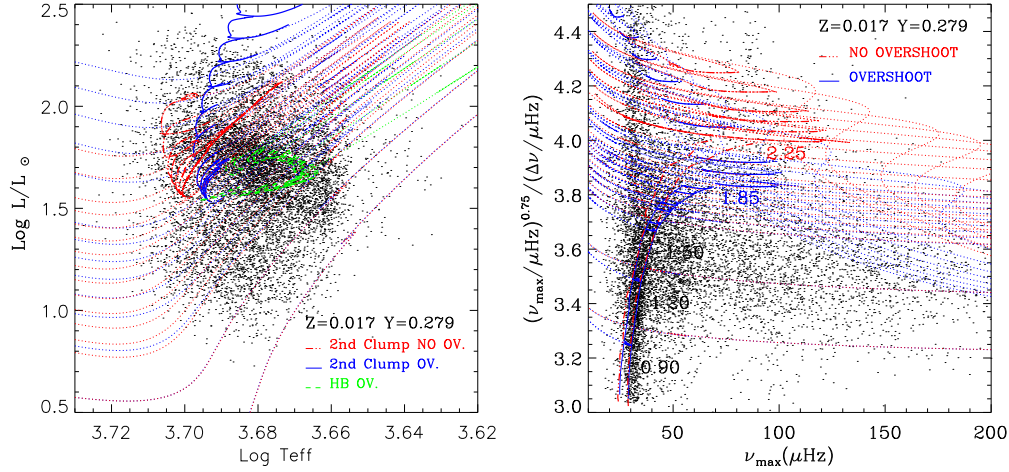 2.5
2.0
1.5
1.0
0.5
Log L/L ⊙
3.72 3.70 3.68 3.66 3.64 3.62
Log Teff
Z=0.017 Y=0.279
2nd Clump NO OV.
2nd Clump OV.
HB OV.
4.4
4.2
4.0
3.8
3.6
3.4
3.2
3.0
(νmax/μHz)^0.75/(Δν/μHz)
50 100 150 200
νmax(μHz)
Z=0.017 Y=0.279
NO OVERSHOOT
OVERSHOOT
2.25
1.85
1.50
1.30
0.90